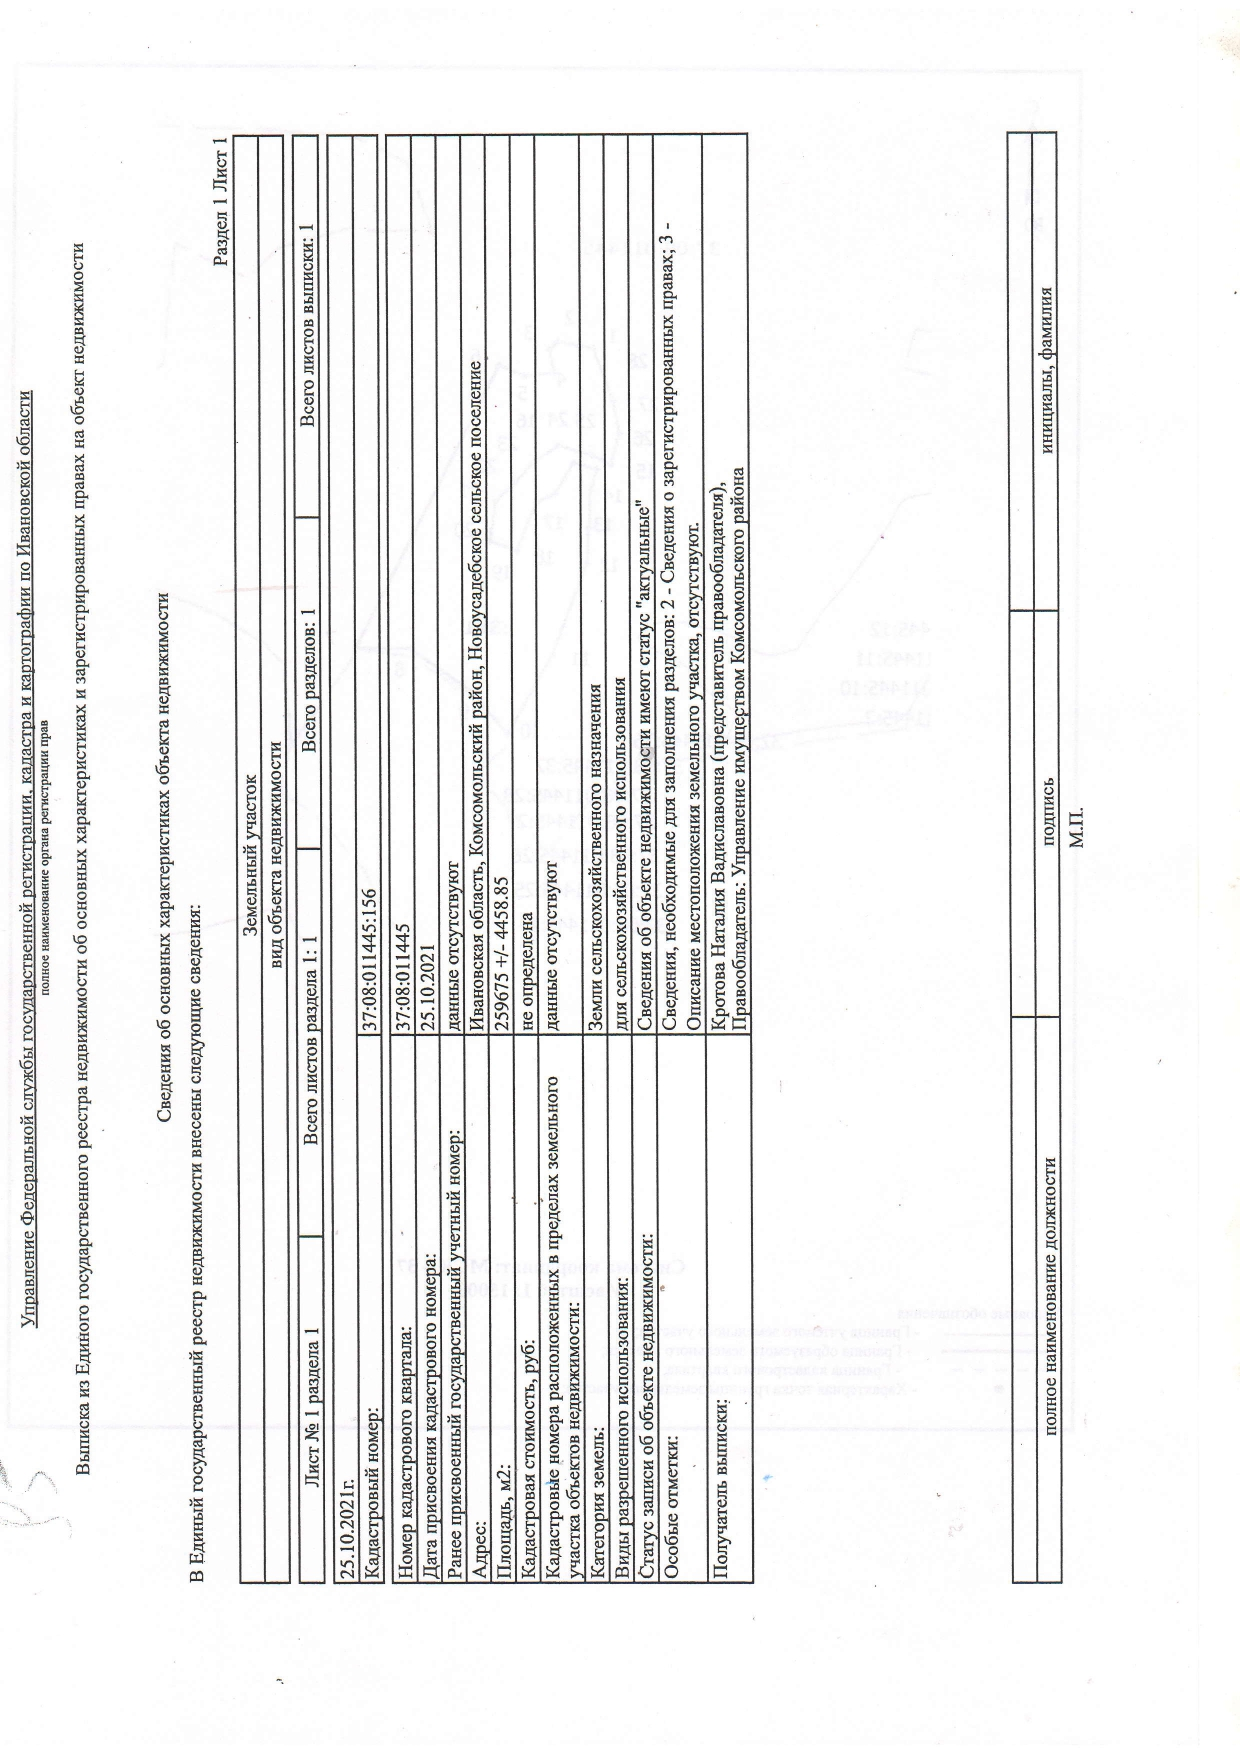 Управление Федеральной службы государственной регистрации, кадастра и картографии по Ивановской области
полное наименование органа регистрации прав
Выписка из Единого государственного реестра недвижимости об основных характеристиках и зарегистрированных правах на объект недвижимости
Сведения об основных характеристиках объекта недвижимости
В Единый государственный реестр недвижимости внесены следующие сведения:
Раздел 1 Лист 1
Земельный участок
вид объекта недвижимости
Лист № 1 раздела 1 Всего листов раздела 1: 1 Всего разделов: 1 Всего листов выписки: 1
25.10.2021г.
Кадастровый номер: 37:08:011445:156
Номер кадастрового квартала: 37:08:011445
Дата присвоения кадастрового номера: 25.10.2021
Ранее присвоенный государственный учетный номер: данные отсутствуют
Адрес: Ивановская область, Комсомольский район, Новоусадебское сельское поселение
Площадь, м2: 259675 +/- 4458.85
Кадастровая стоимость, руб: не определена
Кадастровые номера расположенных в пределах земельного
участка объектов недвижимости: данные отсутствуют
Категория земель: Земли сельскохозяйственного назначения
Виды разрешенного использования: для сельскохозяйственного использования
Статус записи об объекте недвижимости: Сведения об объекте недвижимости имеют статус "актуальные"
Особые отметки: Сведения, необходимые для заполнения разделов: 2 - Сведения о зарегистрированных правах; 3 -
Описание местоположения земельного участка, отсутствуют.
Получатель выписки: Кротова Наталия Вадиславовна (представитель правообладателя),
Правообладатель: Управление имуществом Комсомольского района
полное наименование должности подпись инициалы, фамилия
М.П.